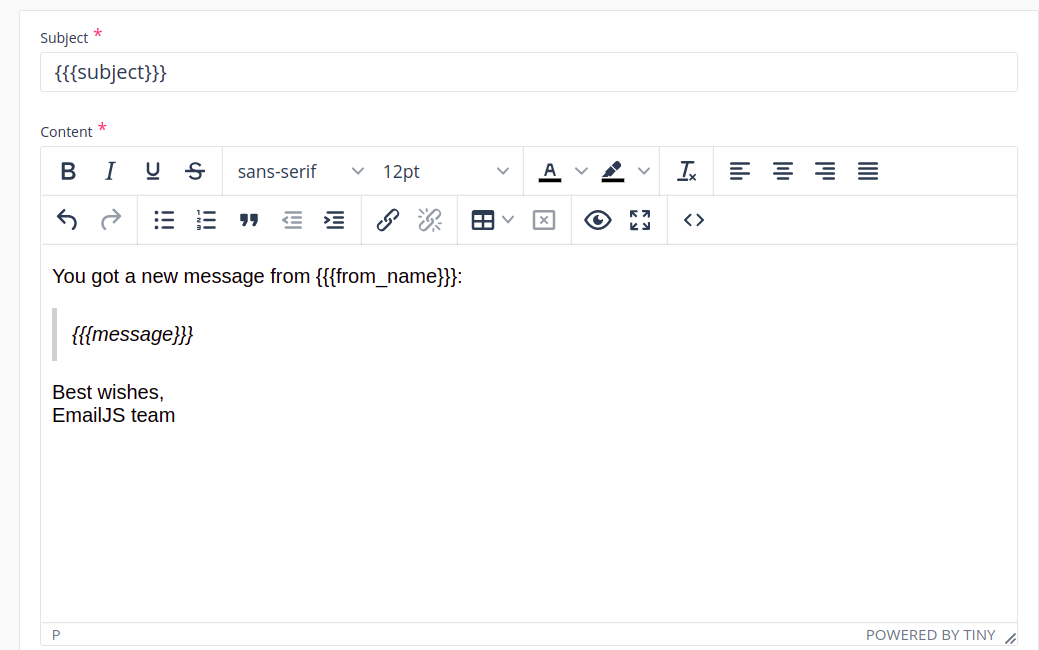 Subject *
{{{subject}}}
Content *
B I U S sans-serif 12pt A
You got a new message from {{{from_name}}}:
{{{message}}}
Best wishes,
EmailJS team
P POWERED BY TINY